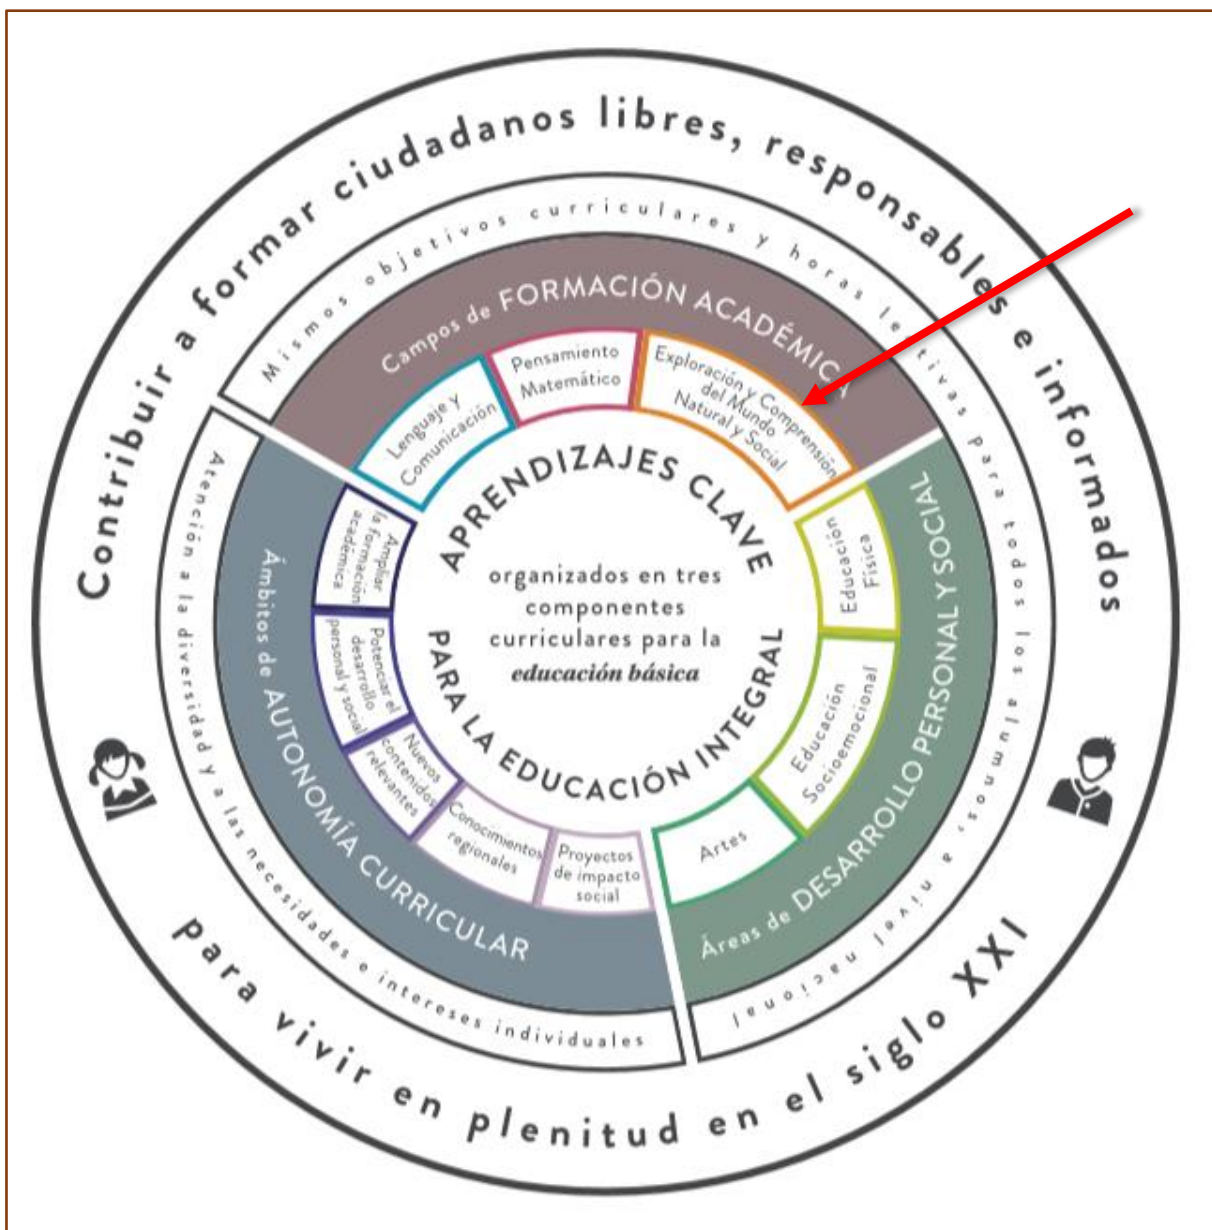 Contribuir a formar ciudadanos libres, responsables e informados
para vivir en plenitud en el siglo XXI
Mismos objetivos curriculares y horas lectivas para todos los alumnos, a nivel nacional
Atención a la diversidad y a las necesidades e intereses individuales
Campos de FORMACIÓN ACADÉMICA
Lenguaje y
Comunicación
Pensamiento
Matemático
Exploración y Comprensión
del Mundo
Natural y Social
Áreas de DESARROLLO PERSONAL Y SOCIAL
Educación
Física
Educación
Socioemocional
Artes
Ámbitos de AUTONOMÍA CURRICULAR
Ampliar
la formación
académica
Potenciar el
desarrollo
personal y social
Nuevos
contenidos
relevantes
Conocimientos
regionales
Proyectos
de impacto
social
APRENDIZAJES CLAVE
organizados en tres
componentes
curriculares para la
educación básica
PARA LA EDUCACIÓN INTEGRAL